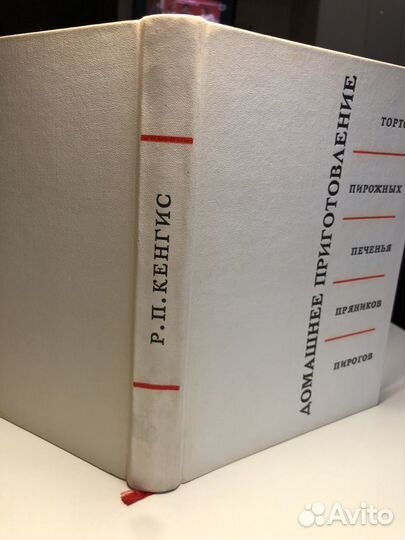 Р. П. КЕНГИС
ДОМАШНЕЕ ПРИГОТОВЛЕНИЕ
ТОРТО
ПИРОЖНЫХ
ПЕЧЕНЬЯ
ПРЯНИКОВ
ПИРОГОВ
Avito